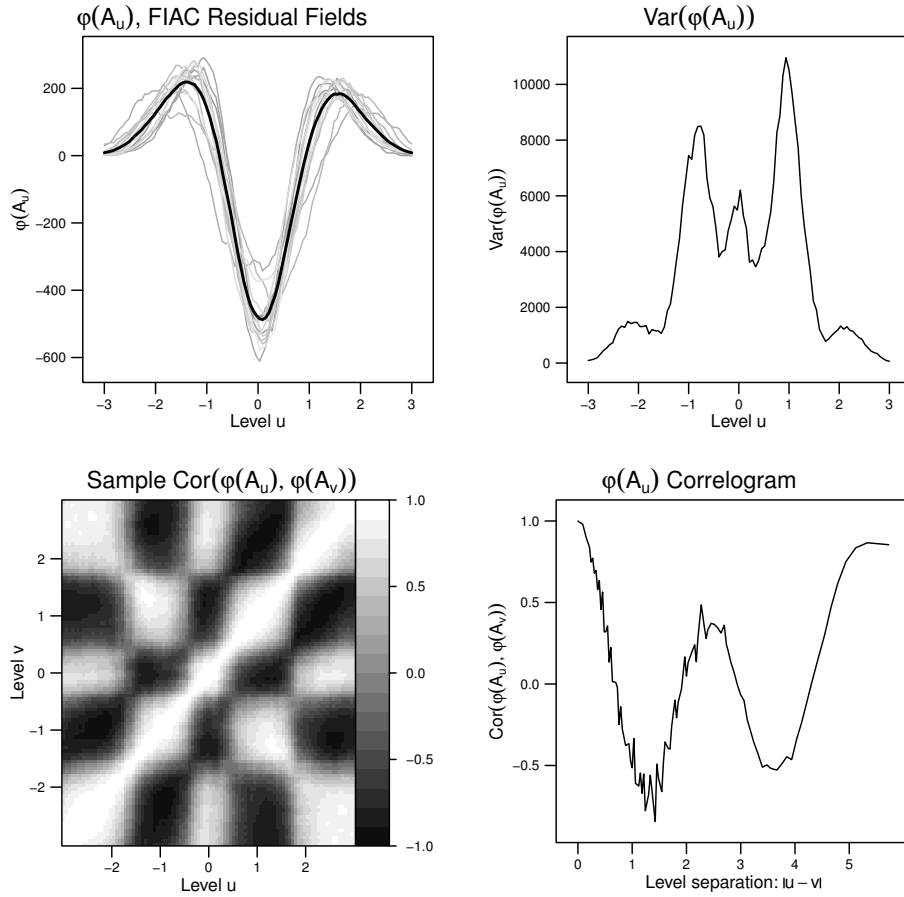 φ(A_u), FIAC Residual Fields
φ(A_u)
200
0
−200
−400
−600
−3 −2 −1 0 1 2 3
Level u
Var(φ(A_u))
Var(φ(A_u))
10000
8000
6000
4000
2000
0
−3 −2 −1 0 1 2 3
Level u
Sample Cor(φ(A_u), φ(A_v))
Level v
2
1
0
−1
−2
−2 −1 0 1 2
Level u
1.0
0.5
0.0
−0.5
−1.0
φ(A_u) Correlogram
Cor(φ(A_u), φ(A_v))
1.0
0.5
0.0
−0.5
0 1 2 3 4 5
Level separation: |u − v|